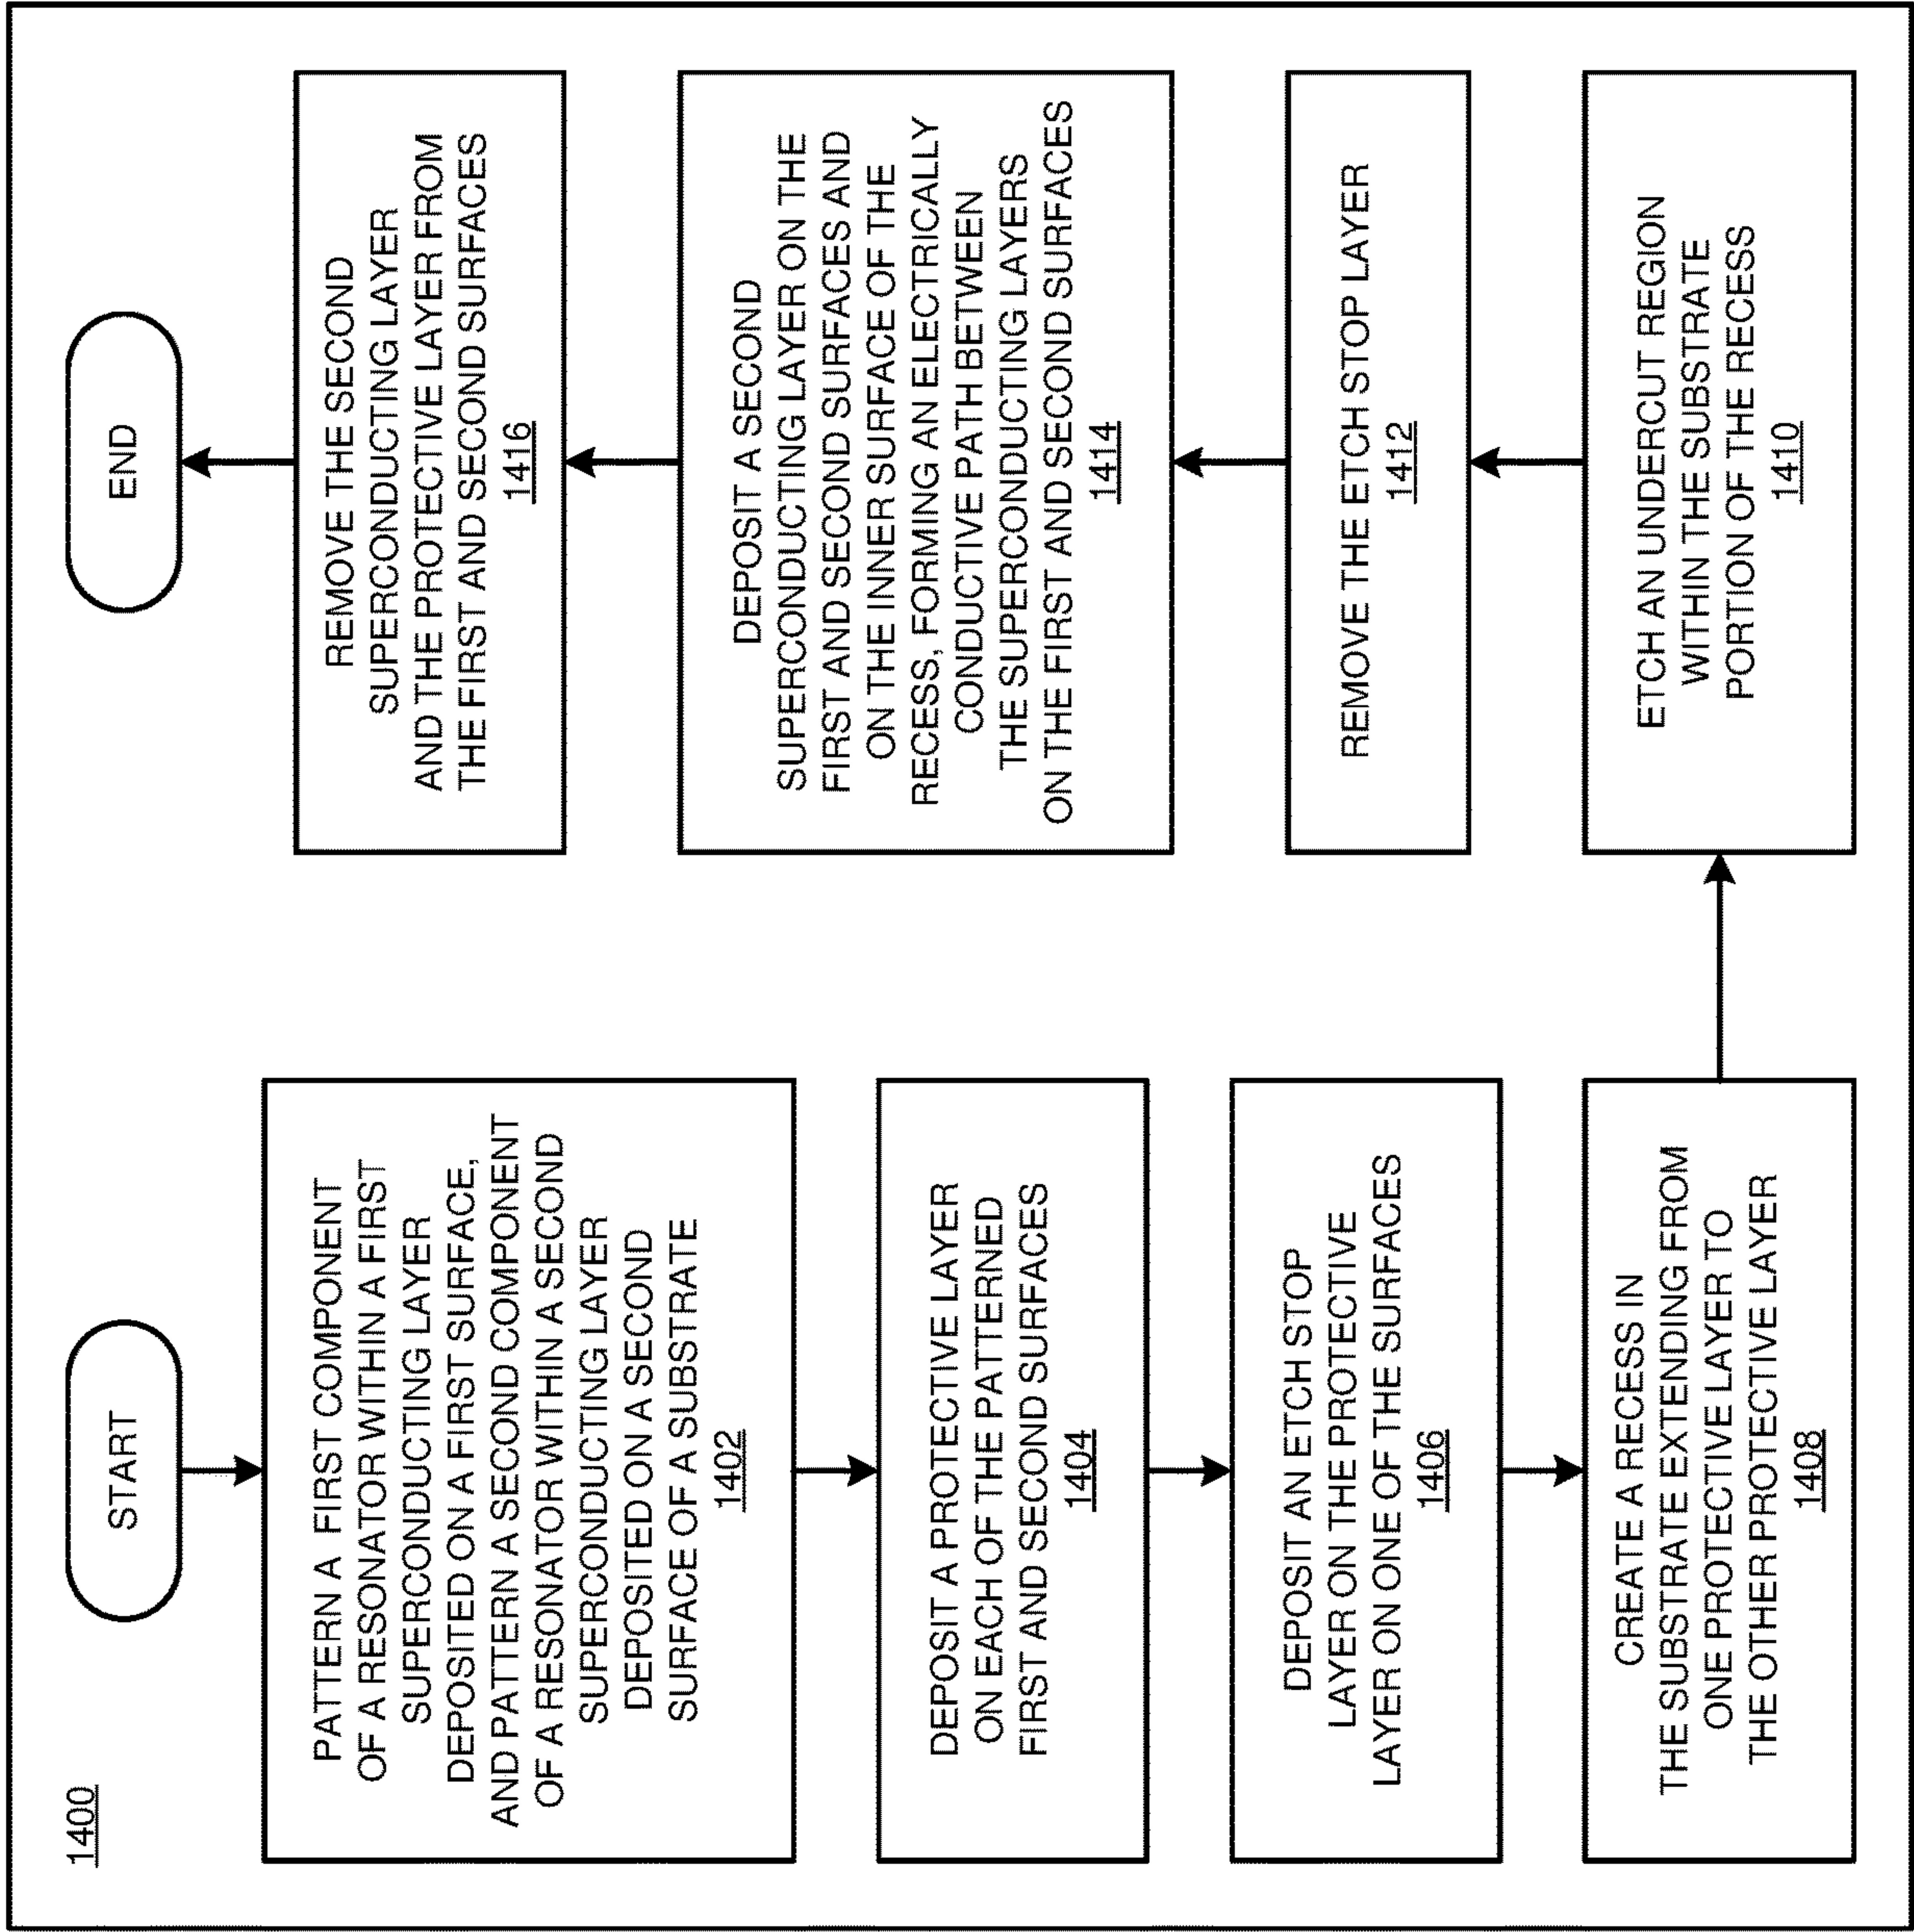 1400
START
PATTERN A FIRST COMPONENT
OF A RESONATOR WITHIN A FIRST
SUPERCONDUCTING LAYER
DEPOSITED ON A FIRST SURFACE,
AND PATTERN A SECOND COMPONENT
OF A RESONATOR WITHIN A SECOND
SUPERCONDUCTING LAYER
DEPOSITED ON A SECOND
SURFACE OF A SUBSTRATE
1402
DEPOSIT A PROTECTIVE LAYER
ON EACH OF THE PATTERNED
FIRST AND SECOND SURFACES
1404
DEPOSIT AN ETCH STOP
LAYER ON THE PROTECTIVE
LAYER ON ONE OF THE SURFACES
1406
CREATE A RECESS IN
THE SUBSTRATE EXTENDING FROM
ONE PROTECTIVE LAYER TO
THE OTHER PROTECTIVE LAYER
1408
ETCH AN UNDERCUT REGION
WITHIN THE SUBSTRATE
PORTION OF THE RECESS
1410
REMOVE THE ETCH STOP LAYER
1412
DEPOSIT A SECOND
SUPERCONDUCTING LAYER ON THE
FIRST AND SECOND SURFACES AND
ON THE INNER SURFACE OF THE
RECESS, FORMING AN ELECTRICALLY
CONDUCTIVE PATH BETWEEN
THE SUPERCONDUCTING LAYERS
ON THE FIRST AND SECOND SURFACES
1414
REMOVE THE SECOND
SUPERCONDUCTING LAYER
AND THE PROTECTIVE LAYER FROM
THE FIRST AND SECOND SURFACES
1416
END